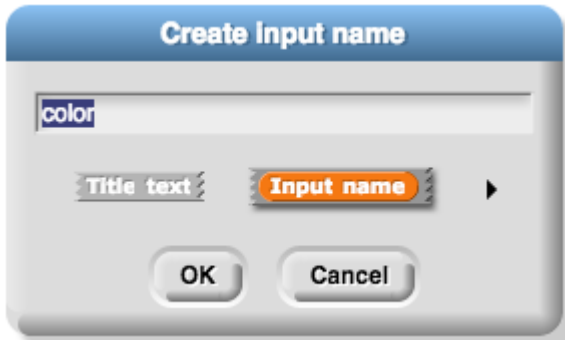 Create input name
color
Title text Input name
OK Cancel